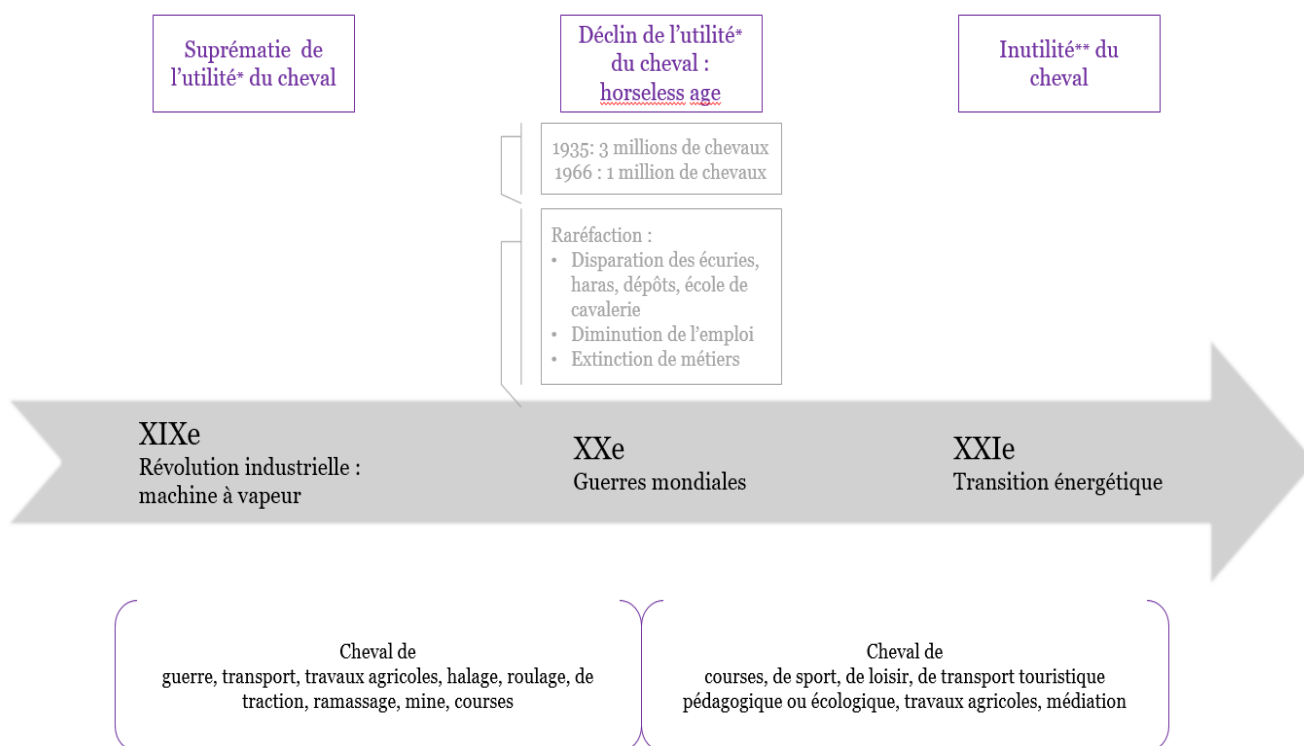 Suprématie de
l'utilité* du cheval
Déclin de l'utilité*
du cheval :
horseless age
Inutilité** du
cheval
1935: 3 millions de chevaux
1966 : 1 million de chevaux
Raréfaction :
• Disparation des écuries,
haras, dépôts, école de
cavalerie
• Diminution de l'emploi
• Extinction de métiers
XIXe
Révolution industrielle :
machine à vapeur
XXe
Guerres mondiales
XXIe
Transition énergétique
Cheval de
guerre, transport, travaux agricoles, halage, roulage, de
traction, ramassage, mine, courses
Cheval de
courses, de sport, de loisir, de transport touristique
pédagogique ou écologique, travaux agricoles, médiation